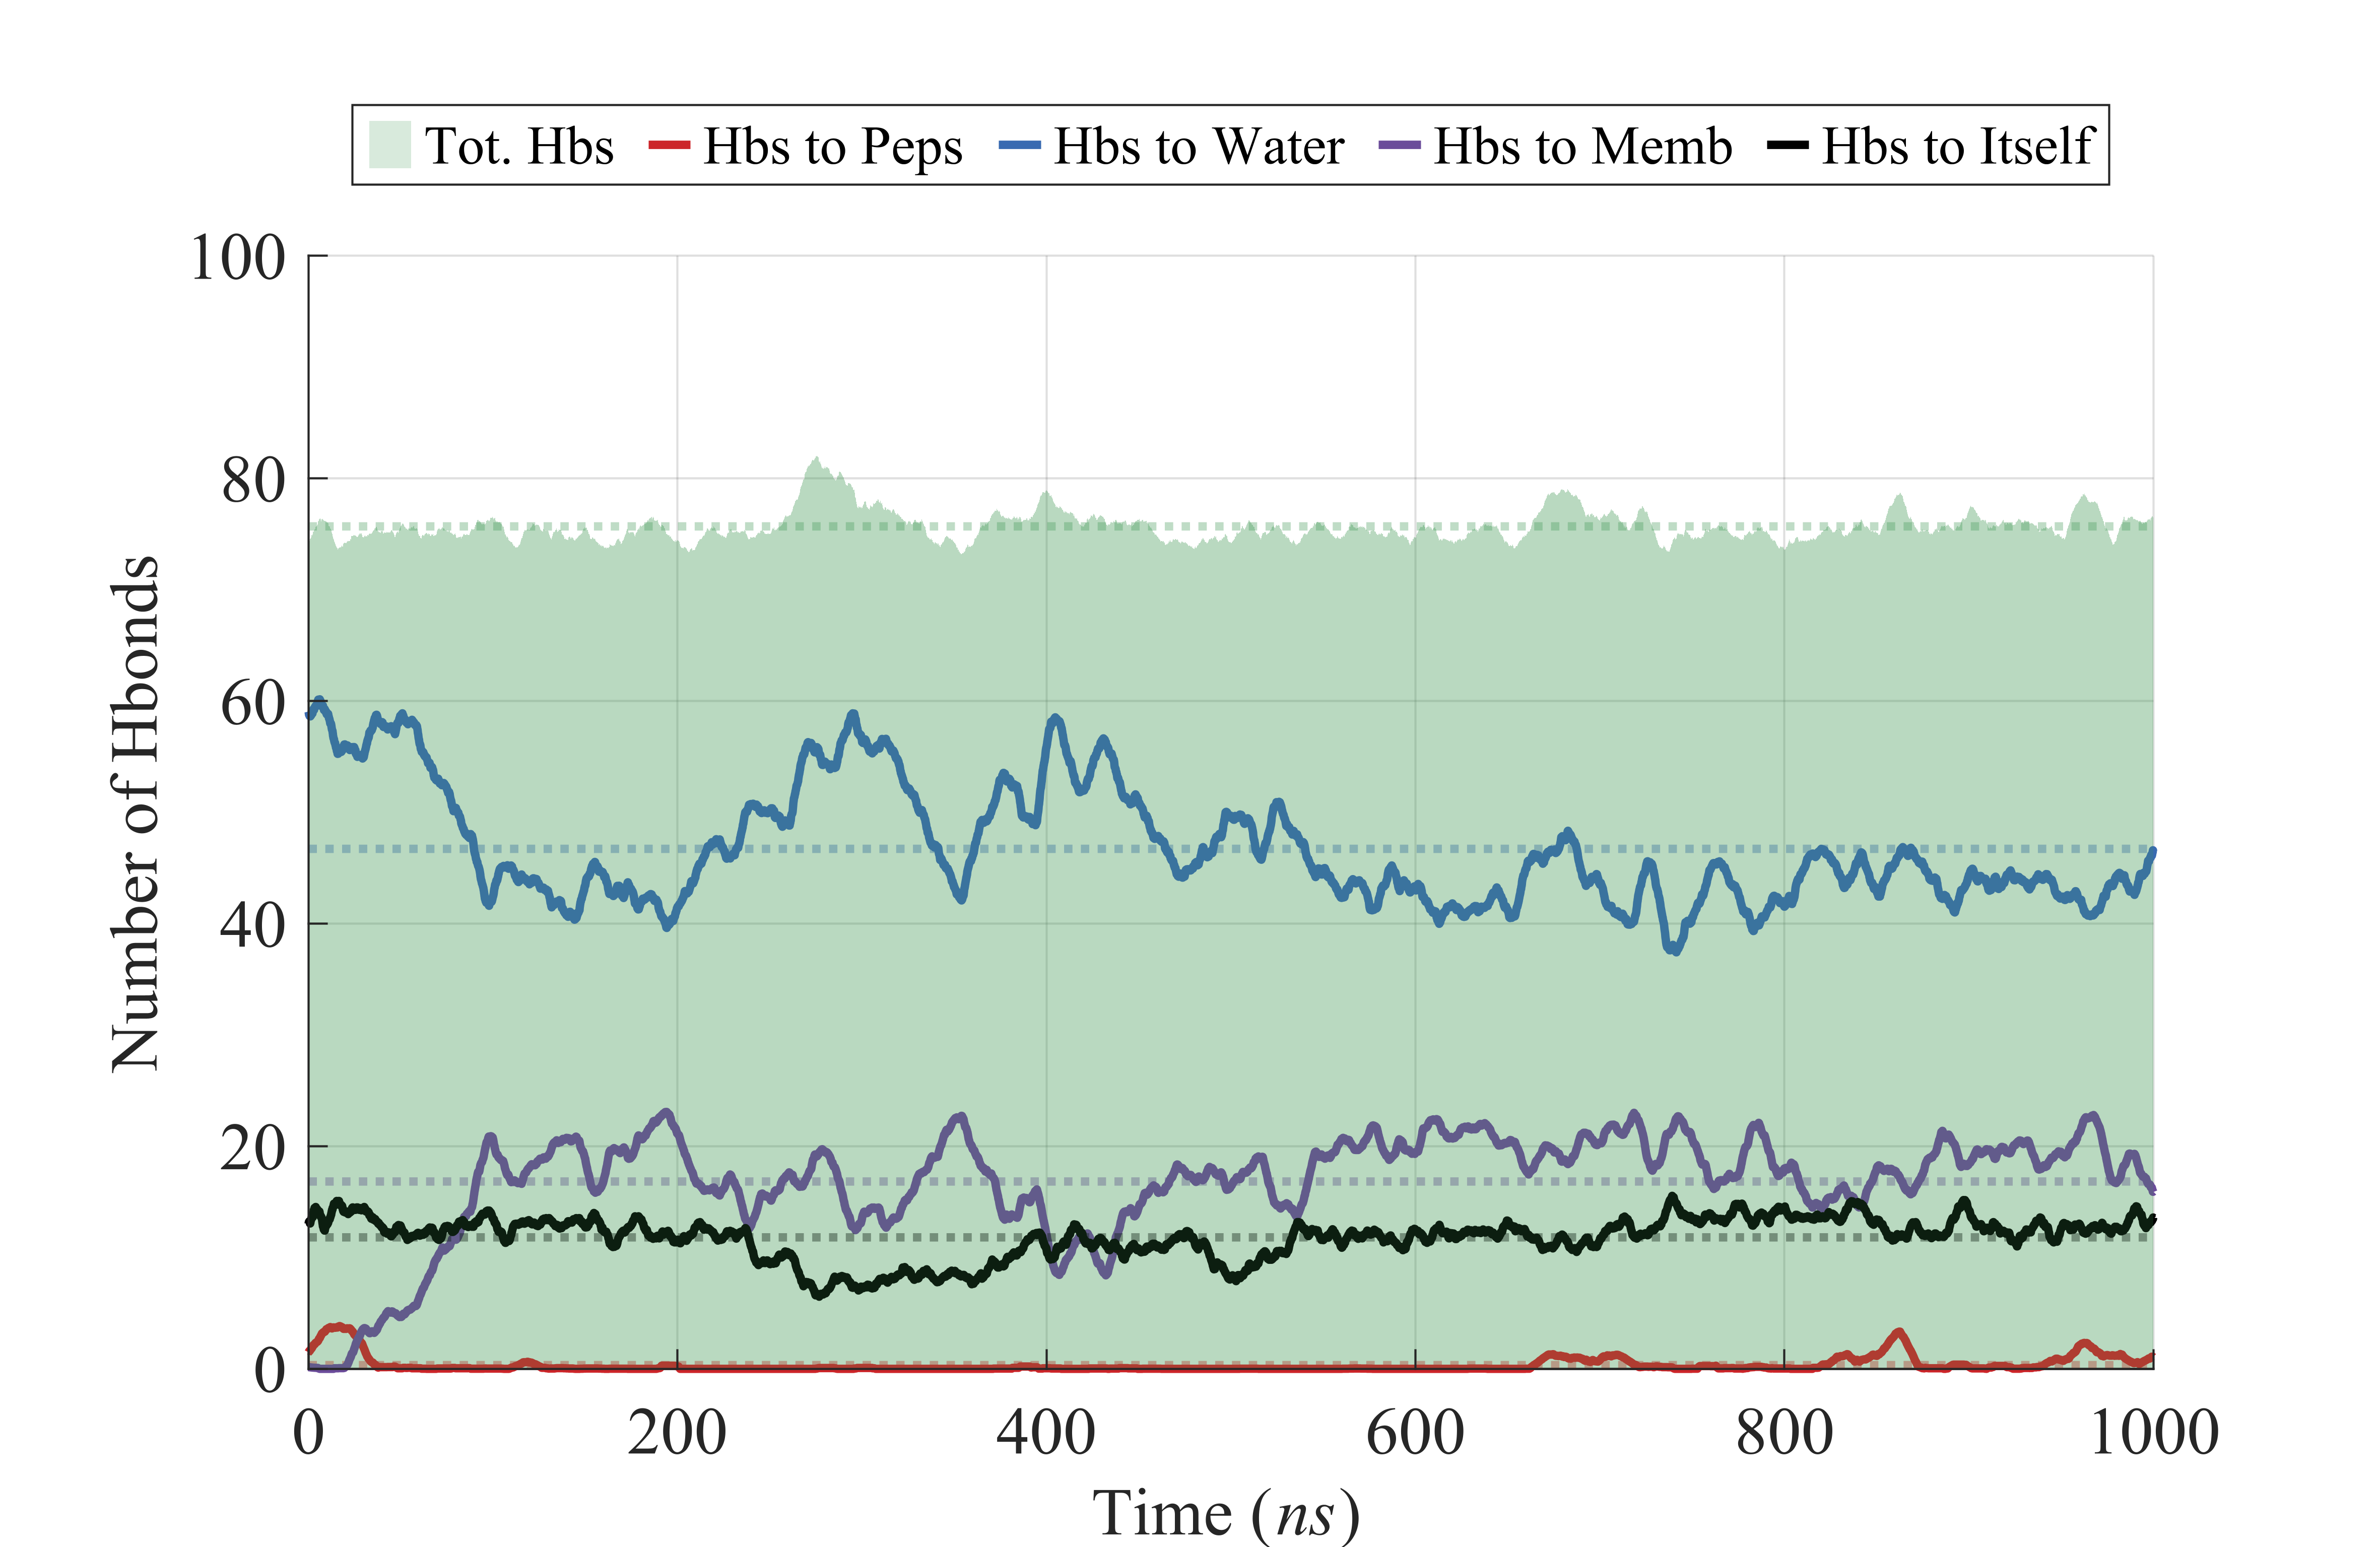 Tot. Hbs Hbs to Peps Hbs to Water Hbs to Memb Hbs to Itself
100
80
60
40
20
0
Number of Hbonds
0 200 400 600 800 1000
Time (ns)